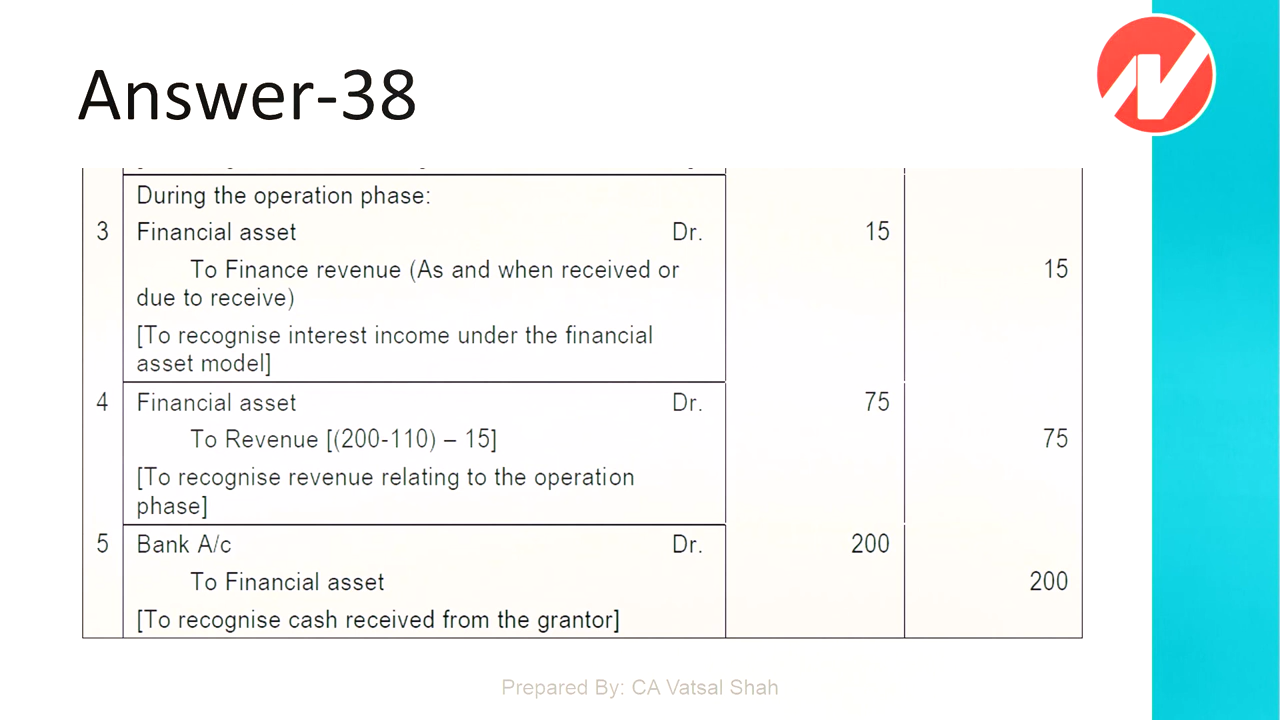 Answer-38
During the operation phase:
3 Financial asset Dr. 15
To Finance revenue (As and when received or 15
due to receive)
[To recognise interest income under the financial
asset model]
4 Financial asset Dr. 75
To Revenue [(200-110) – 15] 75
[To recognise revenue relating to the operation
phase]
5 Bank A/c Dr. 200
To Financial asset 200
[To recognise cash received from the grantor]
Prepared By: CA Vatsal Shah